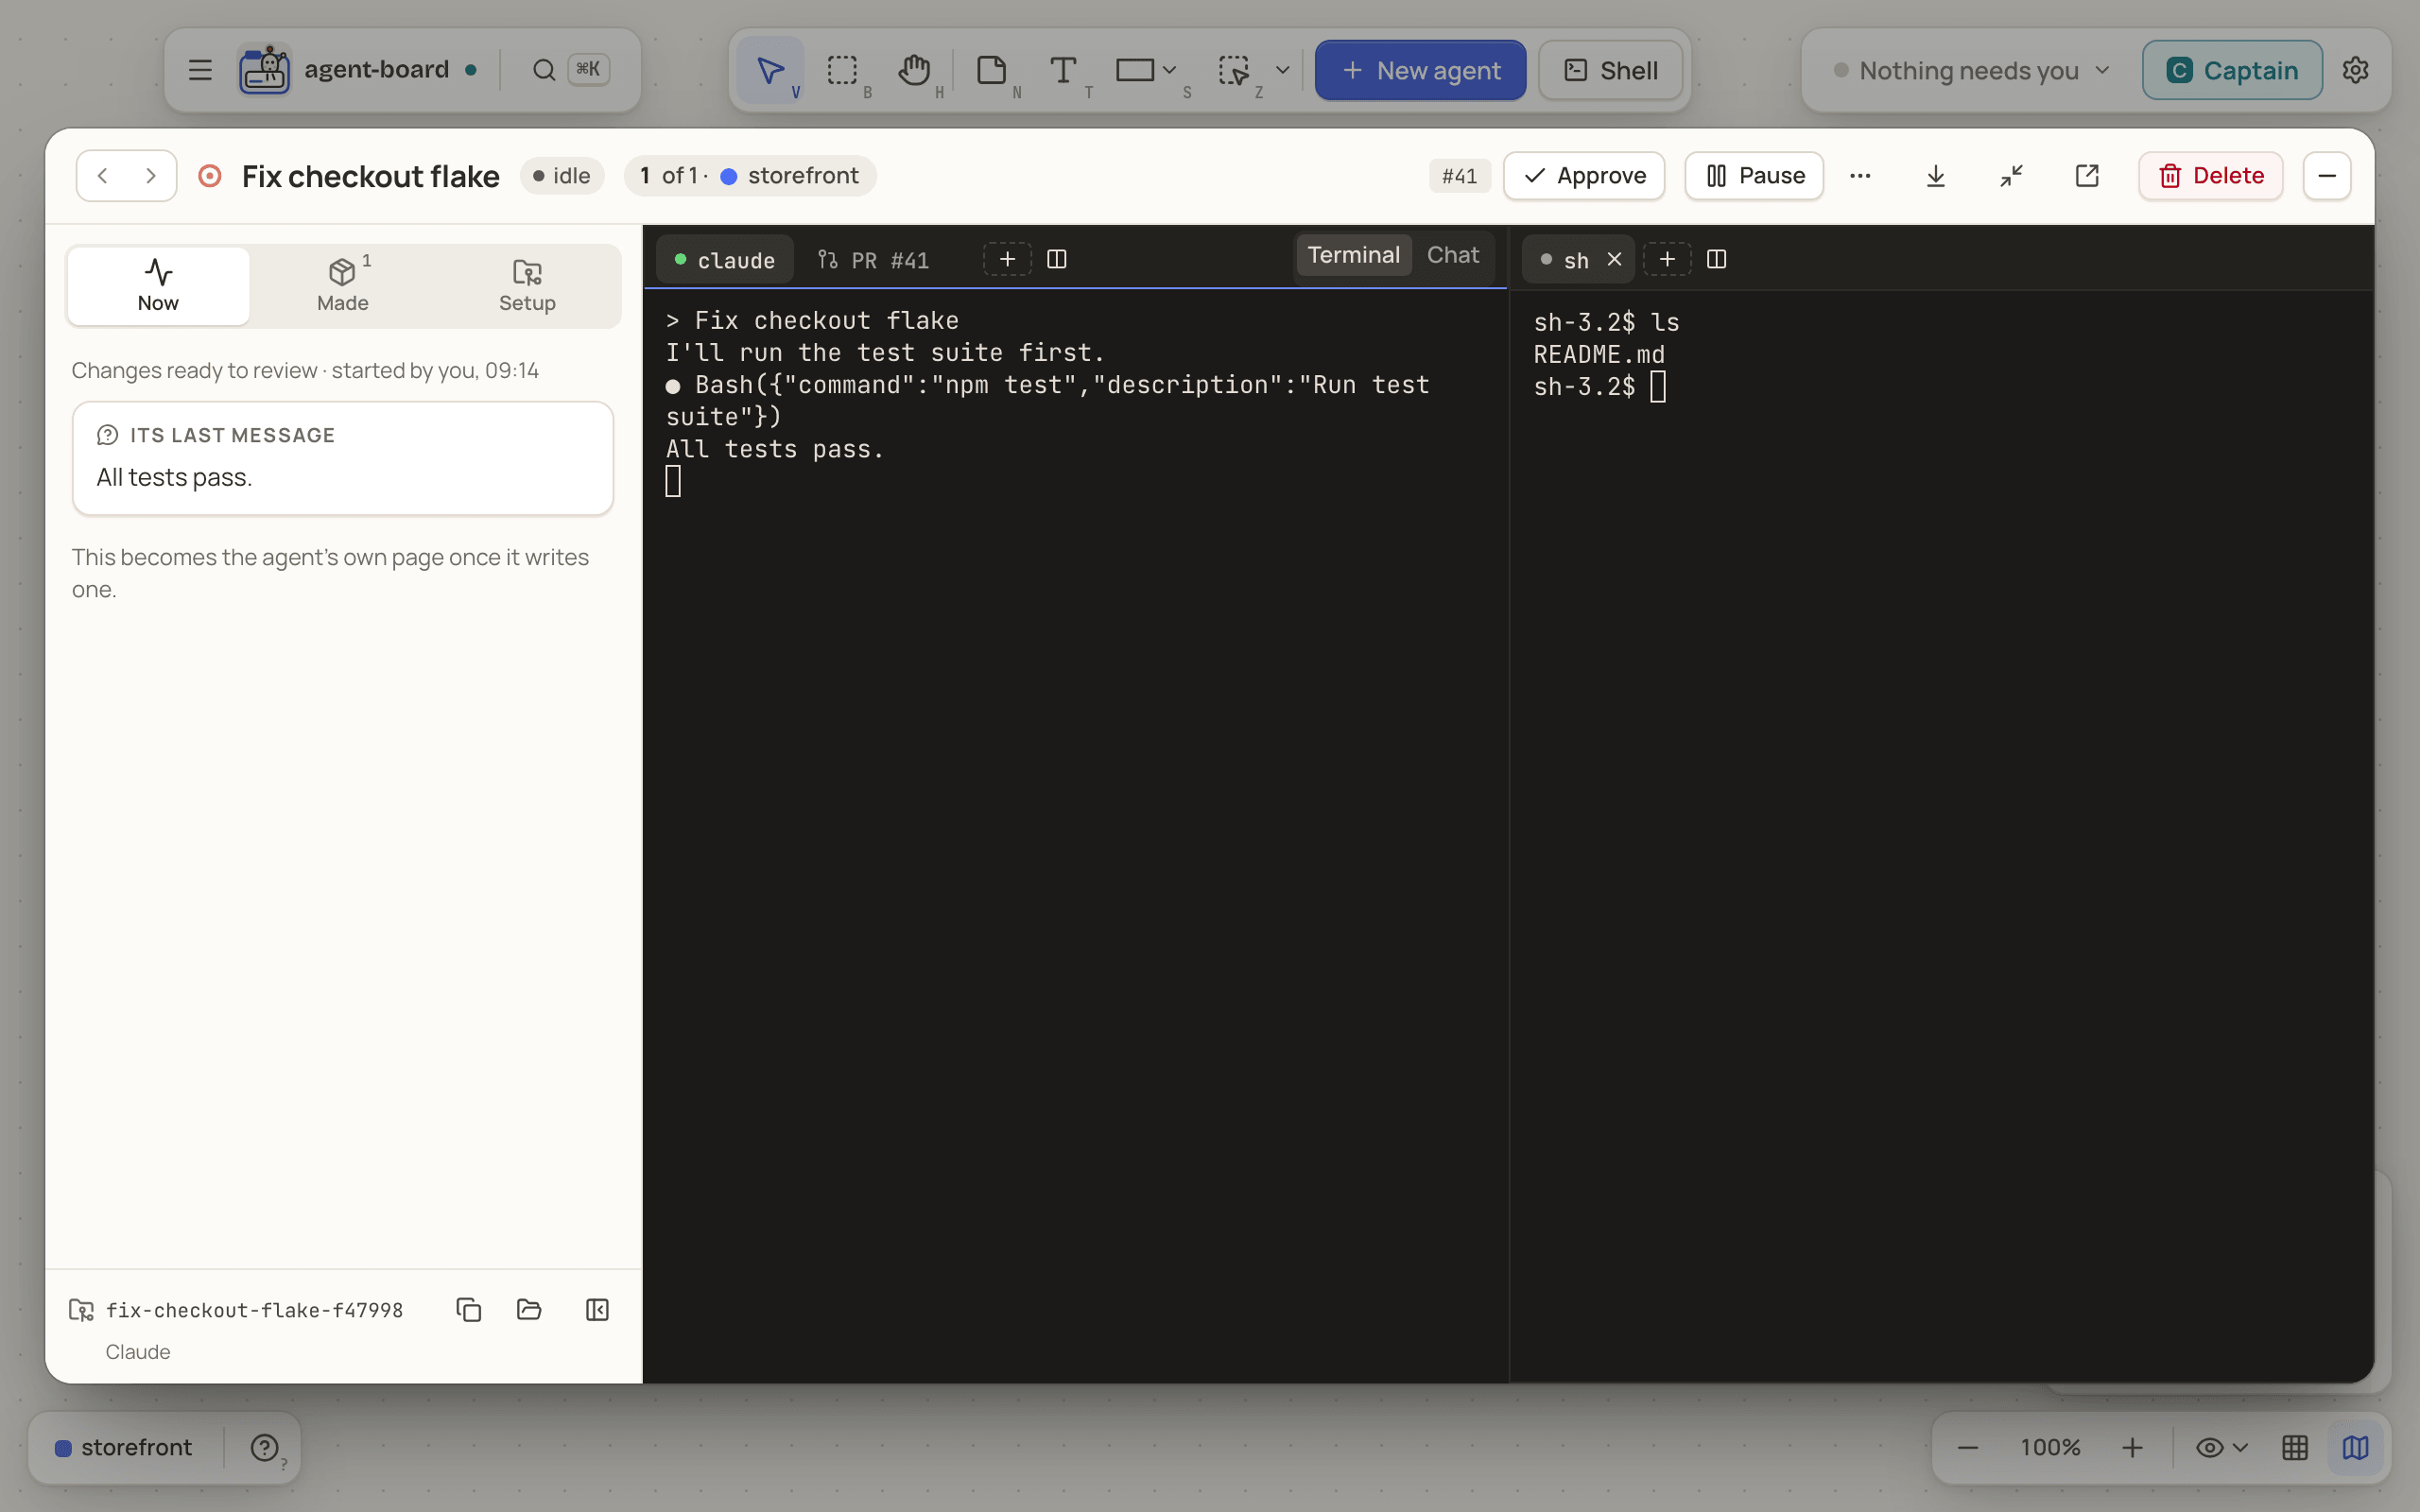 agent-board
⌘K
V
B
H
N
T
S
Z
New agent
Shell
Nothing needs you
C Captain
Fix checkout flake
idle
1 of 1 · storefront
#41
Approve
Pause
Delete
Now
Made 1
Setup
Changes ready to review · started by you, 09:14
ITS LAST MESSAGE
All tests pass.
This becomes the agent's own page once it writes
one.
fix-checkout-flake-f47998
Claude
claude
PR #41
Terminal
Chat
> Fix checkout flake
I'll run the test suite first.
● Bash({"command":"npm test","description":"Run test
suite"})
All tests pass.
sh
sh-3.2$ ls
README.md
sh-3.2$
storefront
?
100%